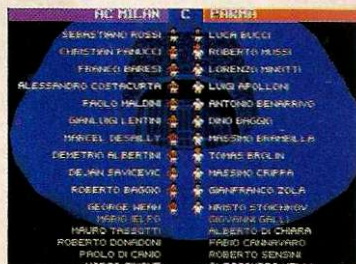 AC MILAN C PARMA
SEBASTIANO ROSSI LUCA BUCCI
CHRISTIAN PANUCCI ROBERTO MUSSI
FRANCO BARESI LORENZO MINOTTI
ALESSANDRO COSTACURTA LUIGI APOLLONI
PAOLO MALDINI ANTONIO BENARRIVO
GIANLUIGI LENTINI DINO BAGGIO
MARCEL DESAILLY MASSIMO BRAMBILLA
DEMETRIO ALBERTINI TOMAS BROLIN
DEJAN SAVICEVIC MASSIMO CRIPPA
ROBERTO BAGGIO GIANFRANCO ZOLA
GEORGE WEAH HRISTO STOICHKOV
MARIO IELPO GIOVANNI GALLI
MAURO TASSOTTI ALBERTO DI CHIARA
ROBERTO DONADONI FABIO CANNAVARO
PAOLO DI CANIO ROBERTO SENSINI